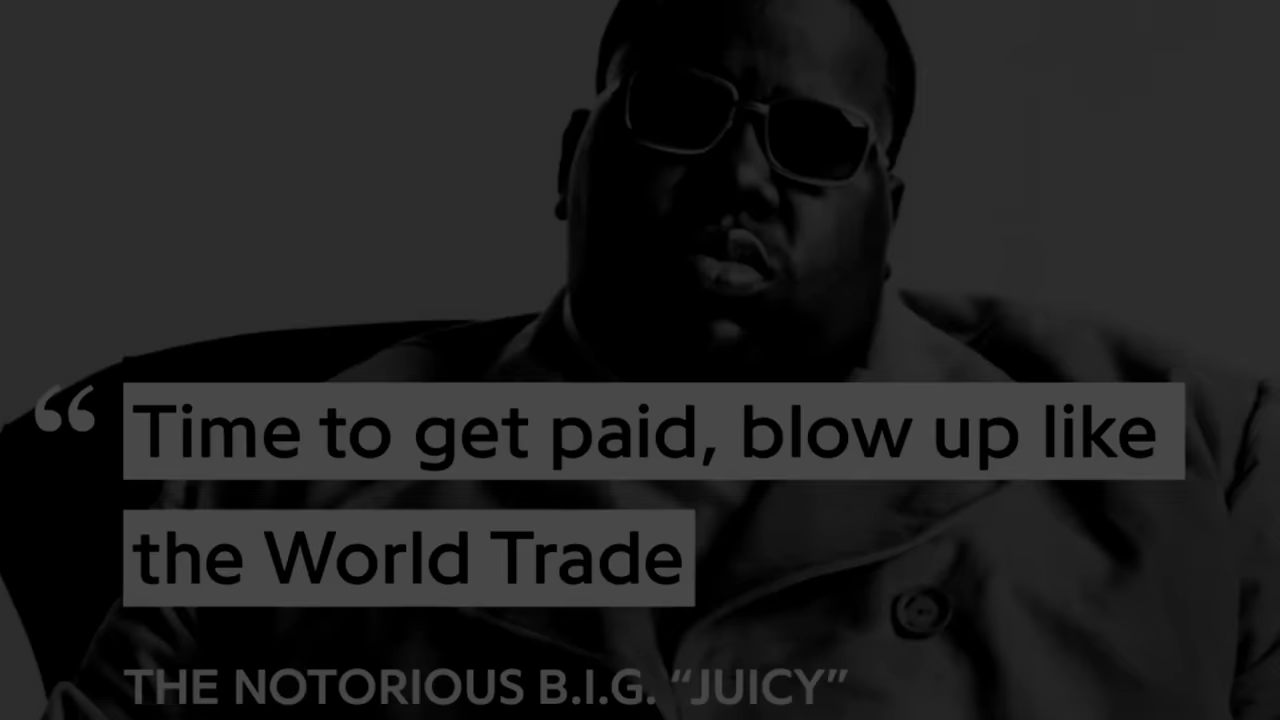 “Time to get paid, blow up like
the World Trade
THE NOTORIOUS B.I.G. “JUICY”